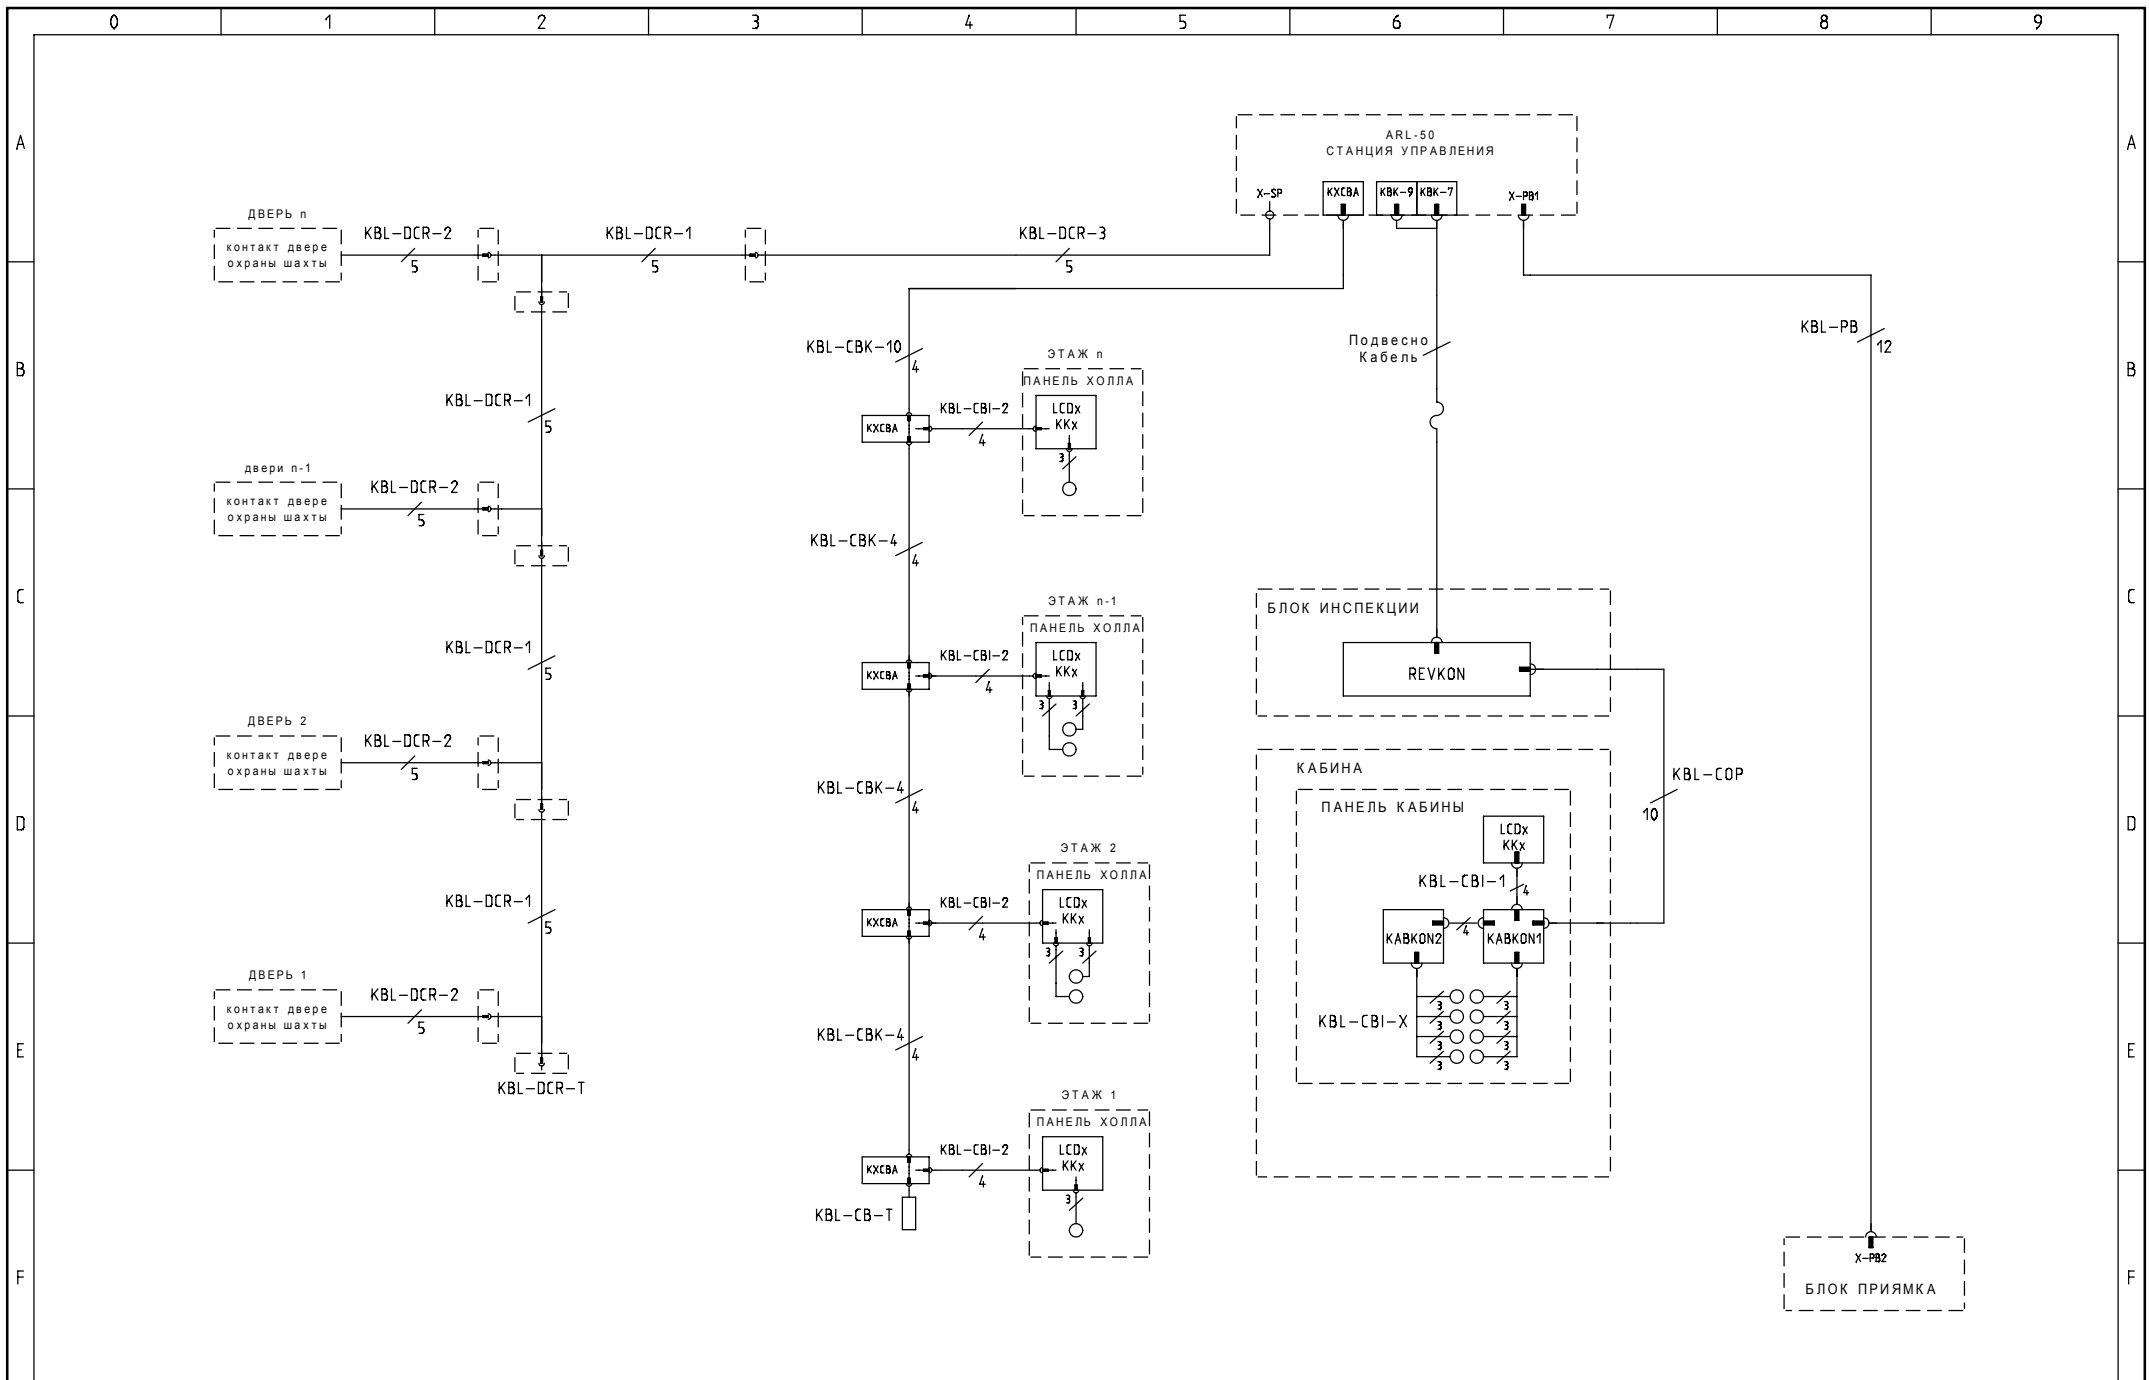 0 1 2 3 4 5 6 7 8 9
A A
ARL-50
СТАНЦИЯ УПРАВЛЕНИЯ
X-SP KXCBA KBK-9 KBK-7 X-PB1
ДВЕРЬ n
контакт двере
охраны шахты
KBL-DCR-2
5
KBL-DCR-1
5
KBL-DCR-3
5
B B
KBL-DCR-1
5
двери n-1
контакт двере
охраны шахты
KBL-DCR-2
5
KBL-DCR-1
5
ДВЕРЬ 2
контакт двере
охраны шахты
KBL-DCR-2
5
KBL-DCR-1
5
ДВЕРЬ 1
контакт двере
охраны шахты
KBL-DCR-2
5
KBL-DCR-T
KBL-CBK-10
4
ЭТАЖ n
ПАНЕЛЬ ХОЛЛА
KXCBA
KBL-CBI-2
4
LCDx
KKx
3
KBL-CBK-4
4
C C
ЭТАЖ n-1
ПАНЕЛЬ ХОЛЛА
KXCBA
KBL-CBI-2
4
LCDx
KKx
3 3
KBL-CBK-4
4
D D
ЭТАЖ 2
ПАНЕЛЬ ХОЛЛА
KXCBA
KBL-CBI-2
4
LCDx
KKx
3 3
KBL-CBK-4
4
E E
ЭТАЖ 1
ПАНЕЛЬ ХОЛЛА
KXCBA
KBL-CBI-2
4
LCDx
KKx
3
KBL-CB-T
Подвесно
Кабель
БЛОК ИНСПЕКЦИИ
REVKON
KBL-COP
10
КАБИНА
ПАНЕЛЬ КАБИНЫ
LCDx
KKx
KBL-CBI-1
4
KABKON2
4
KABKON1
KBL-CBI-X
3 3
3 3
3 3
3 3
KBL-PB
12
X-PB2
БЛОК ПРИЯМКА
F F